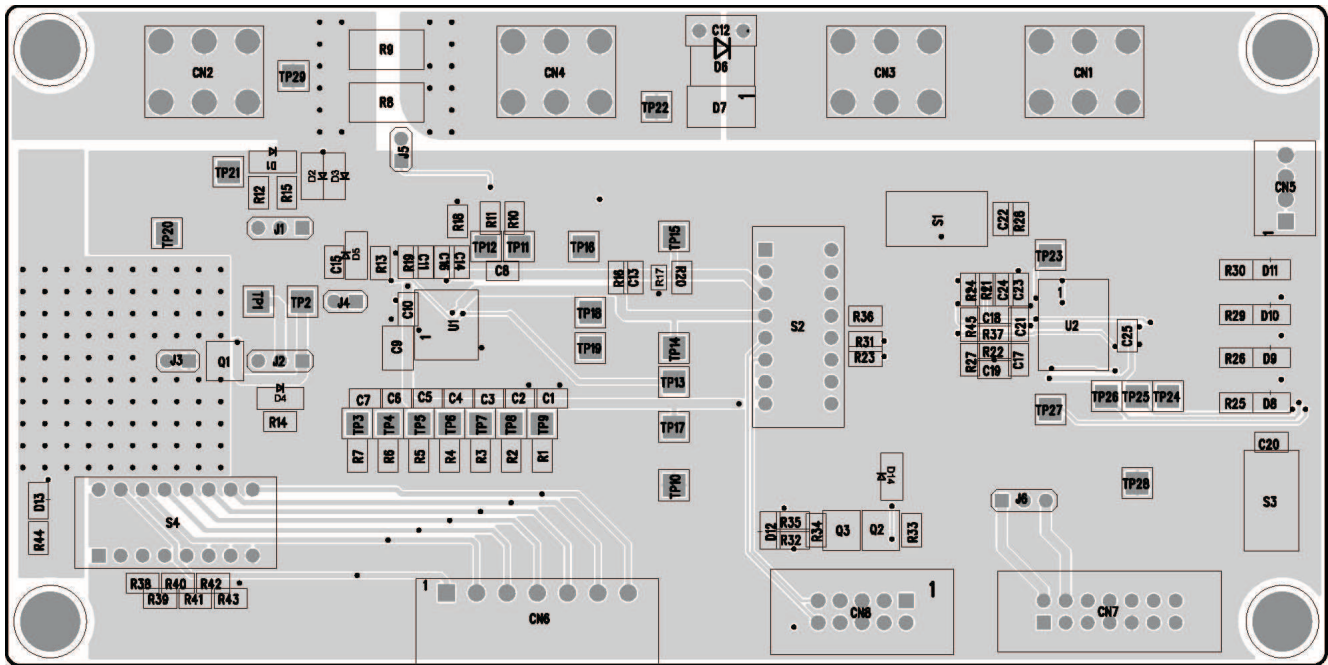 CN2
TP29
R9
R8
CN4
TP22
C12
D6
D7
1
CN3
CN1
D1
D2
D3
J5
TP21
R12
R15
TP20
J1
CN5
1
R18
R11
R10
TP12
TP11
TP16
C8
TP15
S1
C22
R28
TP23
C15
D5
R13
R19
C11
C16
C14
R16
C13
R17
R20
R30
D11
TP1
TP2
J4
C10
U1
1
C9
TP18
TP19
TP14
TP13
TP17
TP10
S2
R36
R31
R23
R24
R21
C24
C23
R45
C18
R37
C21
R27
R22
C19
C17
1
U2
C25
R29
D10
R26
D9
R25
D8
J3
Q1
J2
D4
R14
C7
C6
C5
C4
C3
C2
C1
TP3
TP4
TP5
TP6
TP7
TP8
TP9
R7
R6
R5
R4
R3
R2
R1
TP27
TP26
TP25
TP24
C20
S3
D14
TP28
J6
D13
R44
S4
D12
R35
R32
R34
Q3
Q2
R33
R38
R40
R42
R39
R41
R43
1
CN6
CN8
1
CN7